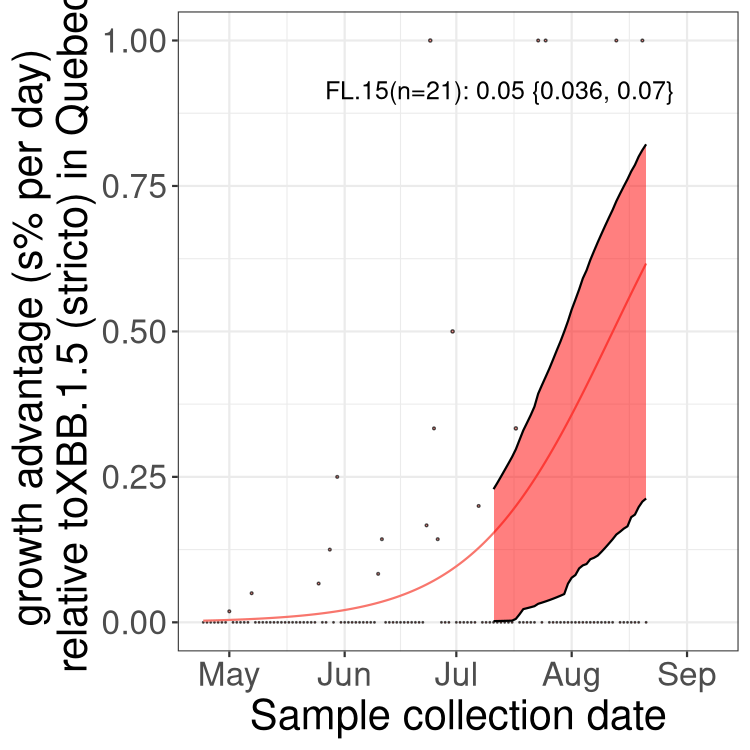 growth advantage (s% per day)
relative toXBB.1.5 (stricto) in Quebec
1.00
0.75
0.50
0.25
0.00
FL.15(n=21): 0.05 {0.036, 0.07}
May Jun Jul Aug Sep
Sample collection date